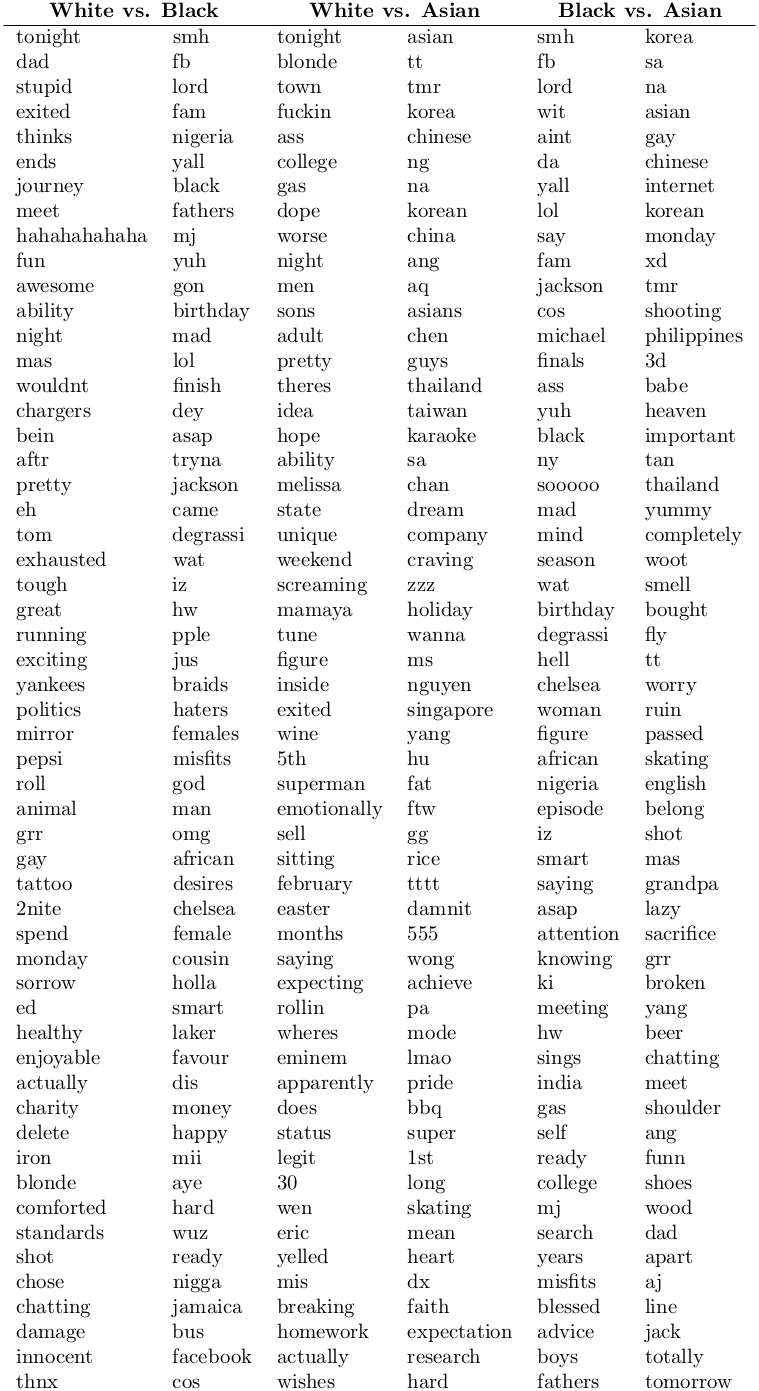 White vs. Black White vs. Asian Black vs. Asian
tonight smh tonight asian smh korea
dad fb blonde tt fb sa
stupid lord town tmr lord na
exited fam fuckin korea wit asian
thinks nigeria ass chinese aint gay
ends yall college ng da chinese
journey black gas na yall internet
meet fathers dope korean lol korean
hahahahahaha mj worse china say monday
fun yuh night ang fam xd
awesome gon men aq jackson tmr
ability birthday sons asians cos shooting
night mad adult chen michael philippines
mas lol pretty guys finals 3d
wouldnt finish theres thailand ass babe
chargers dey idea taiwan yuh heaven
bein asap hope karaoke black important
aftr tryna ability sa ny tan
pretty jackson melissa chan sooooo thailand
eh came state dream mad yummy
tom degrassi unique company mind completely
exhausted wat weekend craving season woot
tough iz screaming zzz wat smell
great hw mamaya holiday birthday bought
running pple tune wanna degrassi fly
exciting jus figure ms hell tt
yankees braids inside nguyen chelsea worry
politics haters exited singapore woman ruin
mirror females wine yang figure passed
pepsi misfits 5th hu african skating
roll god superman fat nigeria english
animal man emotionally ftw episode belong
grr omg sell gg iz shot
gay african sitting rice smart mas
tattoo desires february tttt saying grandpa
2nite chelsea easter damnit asap lazy
spend female months 555 attention sacrifice
monday cousin saying wong knowing grr
sorrow holla expecting achieve ki broken
ed smart rollin pa meeting yang
healthy laker wheres mode hw beer
enjoyable favour eminem lmao sings chatting
actually dis apparently pride india meet
charity money does bbq gas shoulder
delete happy status super self ang
iron mii legit 1st ready funn
blonde aye 30 long college shoes
comforted hard wen skating mj wood
standards wuz eric mean search dad
shot ready yelled heart years apart
chose nigga mis dx misfits aj
chatting jamaica breaking faith blessed line
damage bus homework expectation advice jack
innocent facebook actually research boys totally
thnx cos wishes hard fathers tomorrow